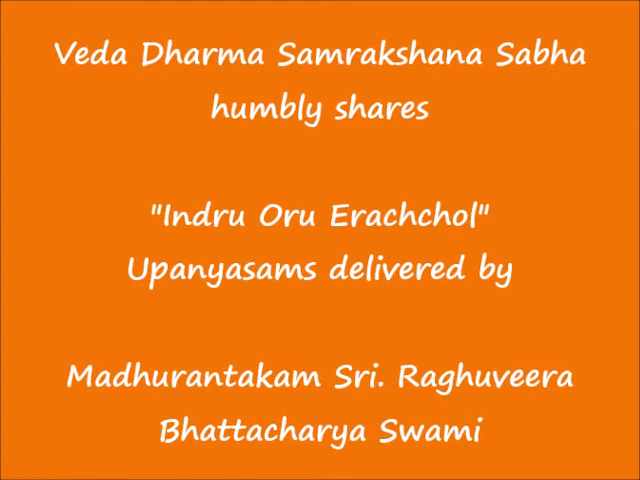 Veda Dharma Samrakshana Sabha
humbly shares
"Indru Oru Erachchol"
Upanyasams delivered by
Madhurantakam Sri. Raghuveera
Bhattacharya Swami